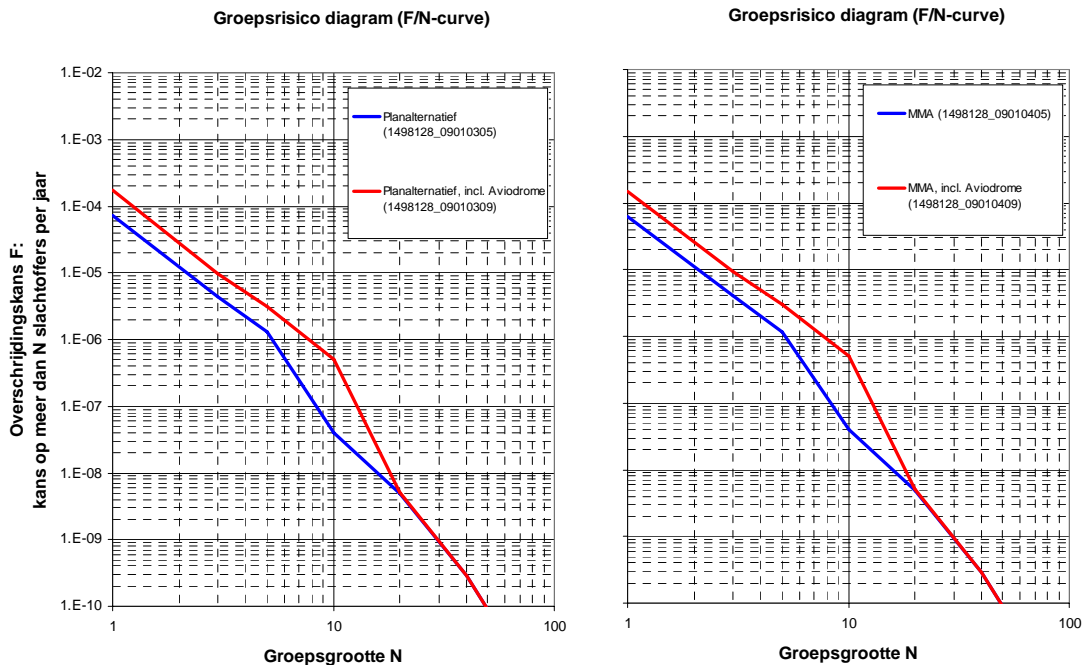 Groepsrisico diagram (F/N-curve)
Overschrijdingskans F:
kans op meer dan N slachtoffers per jaar
1.E-02
1.E-03
1.E-04
1.E-05
1.E-06
1.E-07
1.E-08
1.E-09
1.E-10
Planalternatief
(1498128_09010305)
Planalternatief, incl. Aviodrome
(1498128_09010309)
1
10
100
Groepsgrootte N
Groepsrisico diagram (F/N-curve)
MMA (1498128_09010405)
MMA, incl. Aviodrome
(1498128_09010409)
1
10
100
Groepsgrootte N